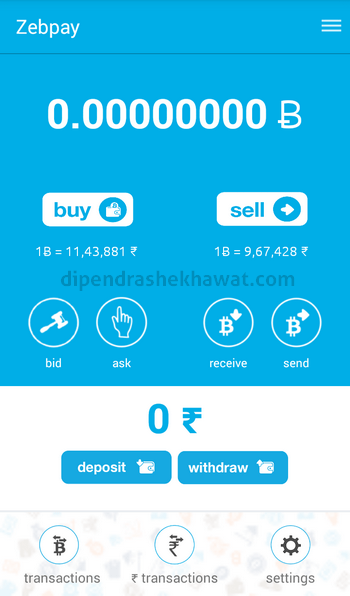 Zebpay
0.00000000 Ƀ
buy sell
1Ƀ = 11,43,881 ₹ 1Ƀ = 9,67,428 ₹
dipendrashekhawat.com
bid ask receive send
0 ₹
deposit withdraw
transactions ₹ transactions settings